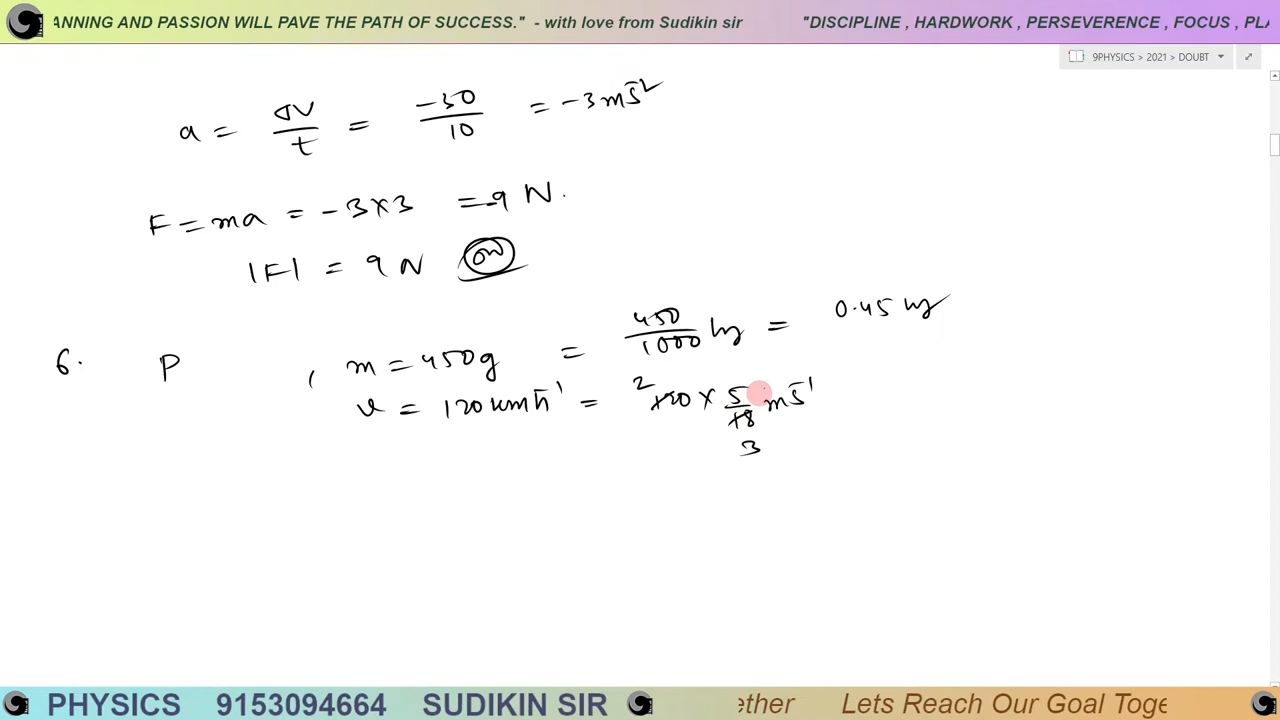 ANNING AND PASSION WILL PAVE THE PATH OF SUCCESS." - with love from Sudikin sir "DISCIPLINE , HARDWORK , PERSEVERENCE , FOCUS , PLA
9PHYSICS > 2021 > DOUBT
a = ΔV/t = -30/10 = -3 ms⁻²
F = ma = -3×3 = -9 N.
|F| = 9 N
6. P , m = 450g = 450/1000 kg = 0.45 kg
v = 120 kmh⁻¹ = 120 × 5/18 ms⁻¹
2
3
PHYSICS 9153094664 SUDIKIN SIR ether Lets Reach Our Goal Toge